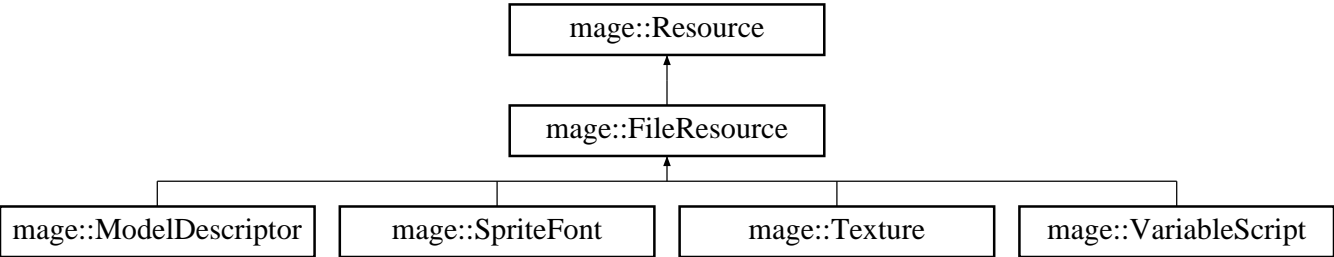 mage::Resource
mage::FileResource
mage::ModelDescriptor
mage::SpriteFont
mage::Texture
mage::VariableScript